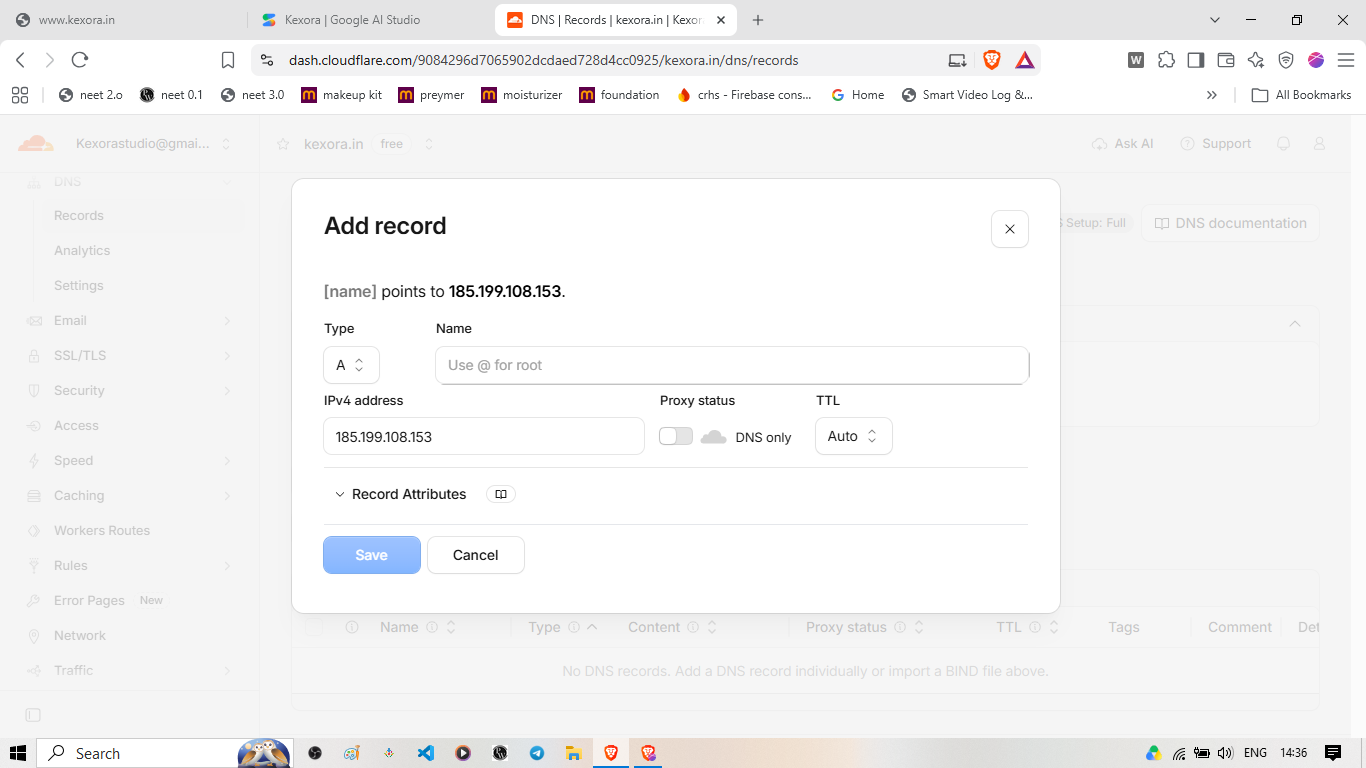 www.kexora.in
Kexora | Google AI Studio
DNS | Records | kexora.in | Kexor
dash.cloudflare.com/9084296d7065902dcdaed728d4cc0925/kexora.in/dns/records
W
neet 2.o
neet 0.1
neet 3.0
makeup kit
preymer
moisturizer
foundation
crhs - Firebase cons...
Home
Smart Video Log &...
All Bookmarks
Kexorastudio@gmai...
kexora.in
free
Ask AI
Support
DNS
Records
Analytics
Settings
Email
SSL/TLS
Security
Access
Speed
Caching
Workers Routes
Rules
Error Pages New
Network
Traffic
S Setup: Full
DNS documentation
Add record
[name] points to 185.199.108.153.
Type
Name
A
Use @ for root
IPv4 address
Proxy status
TTL
185.199.108.153
DNS only
Auto
Record Attributes
Save
Cancel
Name
Type
Content
Proxy status
TTL
Tags
Comment
Det
No DNS records. Add a DNS record individually or import a BIND file above.
Search
ENG
14:36